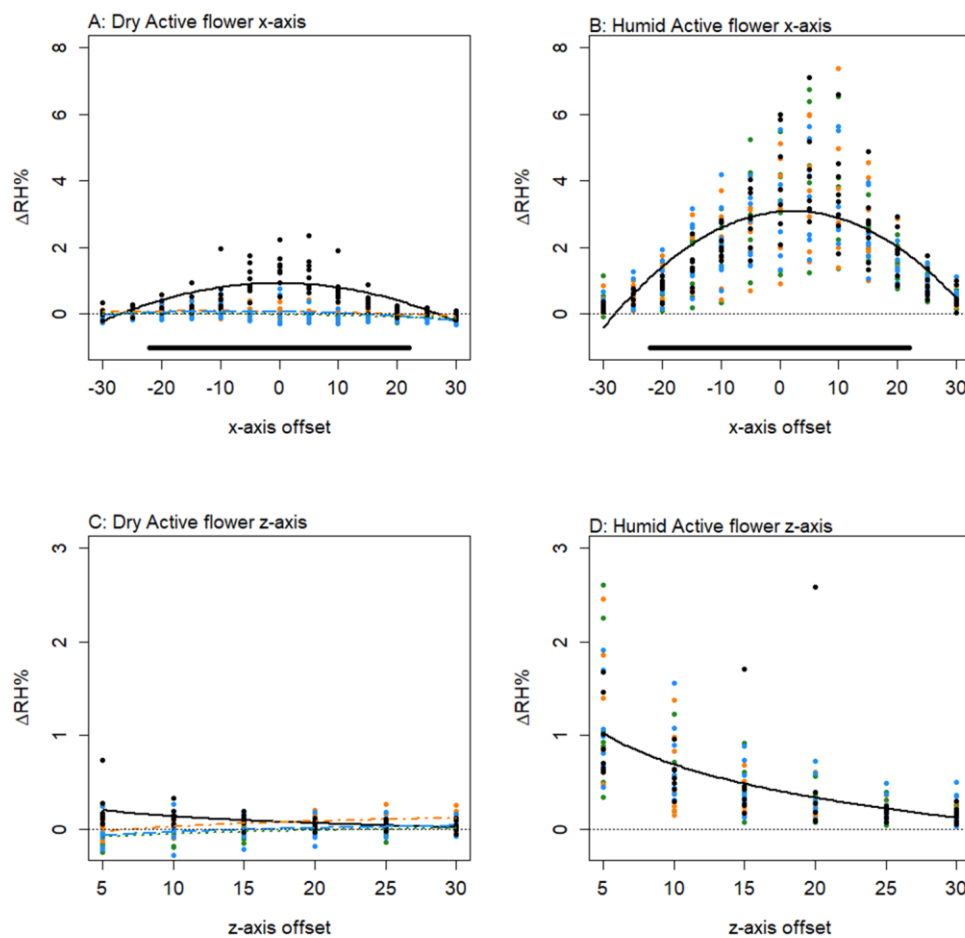 A: Dry Active flower x-axis
8
6
4
2
0
ΔRH%
-30 -20 -10 0 10 20 30
x-axis offset
B: Humid Active flower x-axis
8
6
4
2
0
ΔRH%
-30 -20 -10 0 10 20 30
x-axis offset
C: Dry Active flower z-axis
3
2
1
0
ΔRH%
5 10 15 20 25 30
z-axis offset
D: Humid Active flower z-axis
3
2
1
0
ΔRH%
5 10 15 20 25 30
z-axis offset